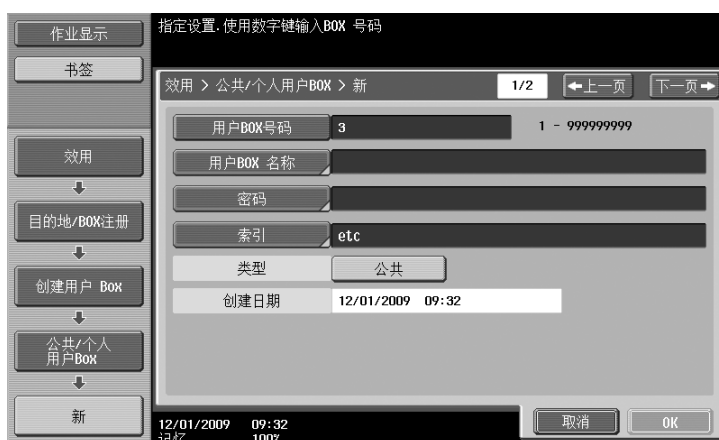 作业显示
书签
效用
目的地/BOX注册
创建用户 Box
公共/个人
用户Box
新
指定设置.使用数字键输入BOX 号码
效用 > 公共/个人用户BOX > 新
1/2
←上一页
下一页→
用户BOX号码 3 1 - 999999999
用户BOX 名称
密码
索引 etc
类型 公共
创建日期 12/01/2009 09:32
取消
OK
12/01/2009 09:32
记忆 100%